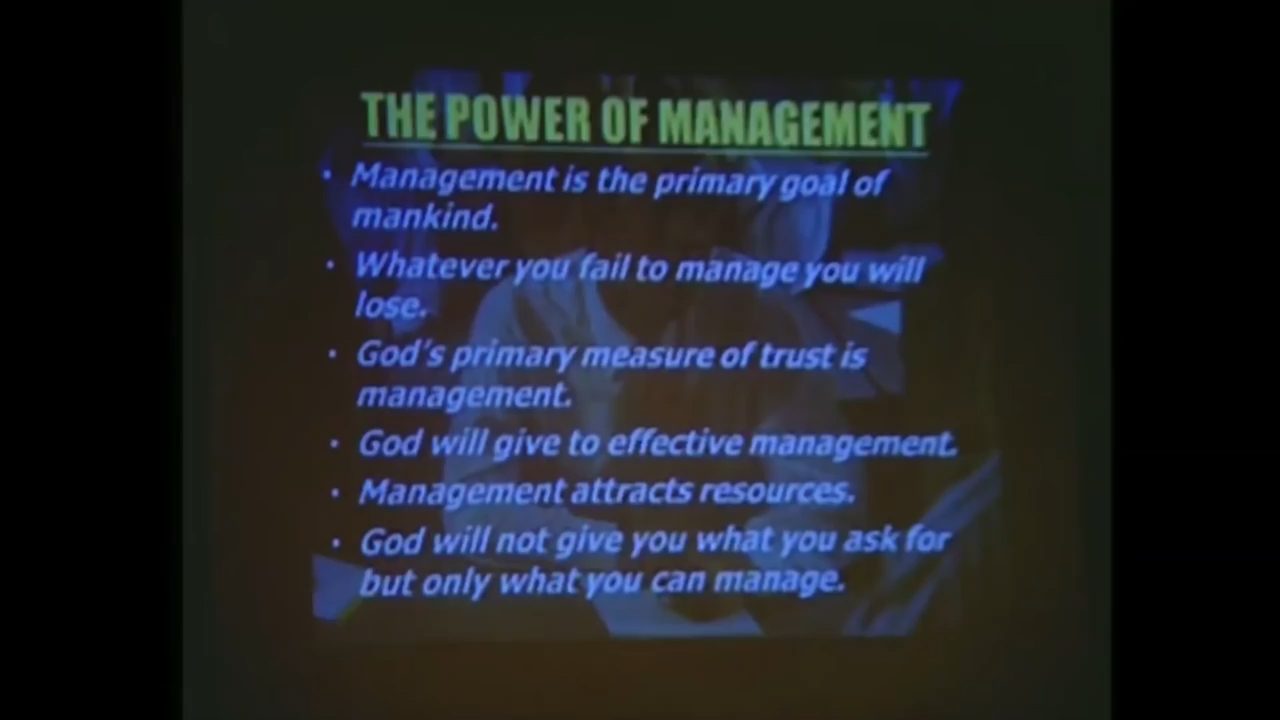 THE POWER OF MANAGEMENT
• Management is the primary goal of
mankind.
• Whatever you fail to manage you will
lose.
• God's primary measure of trust is
management.
• God will give to effective management.
• Management attracts resources.
• God will not give you what you ask for
but only what you can manage.